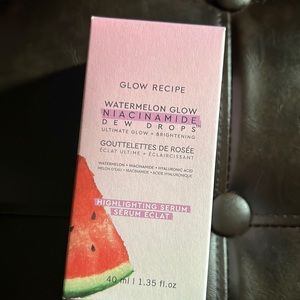 GLOW RECIPE
WATERMELON GLOW
NIACINAMIDE
DEW DROPS™
ULTIMATE GLOW + BRIGHTENING
GOUTTELETTES DE ROSÉE
ÉCLAT ULTIME + ÉCLAIRCISSANT
WATERMELON + NIACINAMIDE + HYALURONIC ACID
MELON D'EAU + NIACINAMIDE + ACIDE HYALURONIQUE
HIGHLIGHTING SERUM
SÉRUM ÉCLAT
40 ml | 1.35 fl. oz.